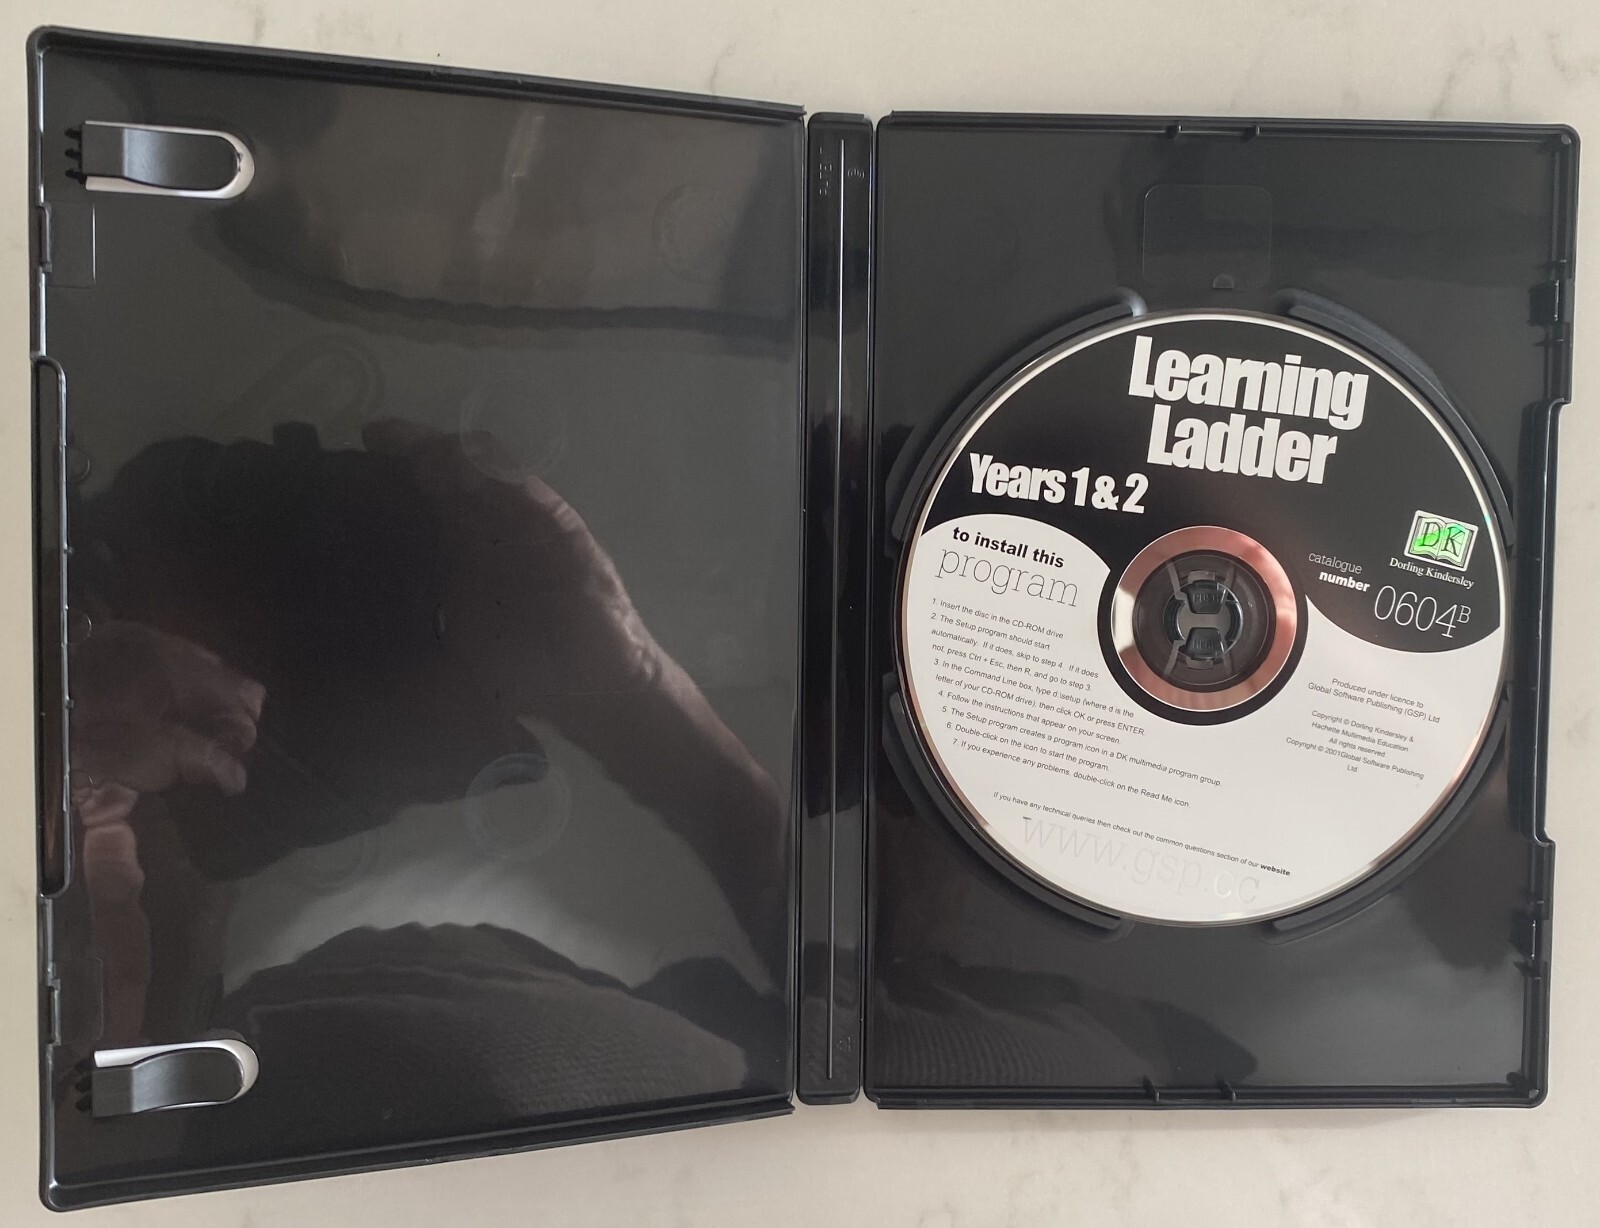 Learning
Ladder
Years 1 & 2
to install this
program
1. Insert the disc in the CD-ROM drive
2. The Setup program should start
automatically. If it does, skip to step 4. If it does
not, press Ctrl + Esc, then R, and go to step 3.
3. In the Command Line box, type d:\setup (where d is the
letter of your CD-ROM drive), then click OK or press ENTER.
4. Follow the instructions that appear on your screen.
5. The Setup program creates a program icon in a DK multimedia program group.
6. Double-click on the icon to start the program.
7. If you experience any problems, double-click on the Read Me icon.
If you have any technical queries then check out the common questions section of our website
www.gsp.cc
DK
Dorling Kindersley
catalogue
number
0604B
Produced under licence to
Global Software Publishing (GSP) Ltd
Copyright © Dorling Kindersley &
Hachette Multimedia Education
All rights reserved.
Copyright © 2001Global Software Publishing
Ltd.
PUSH